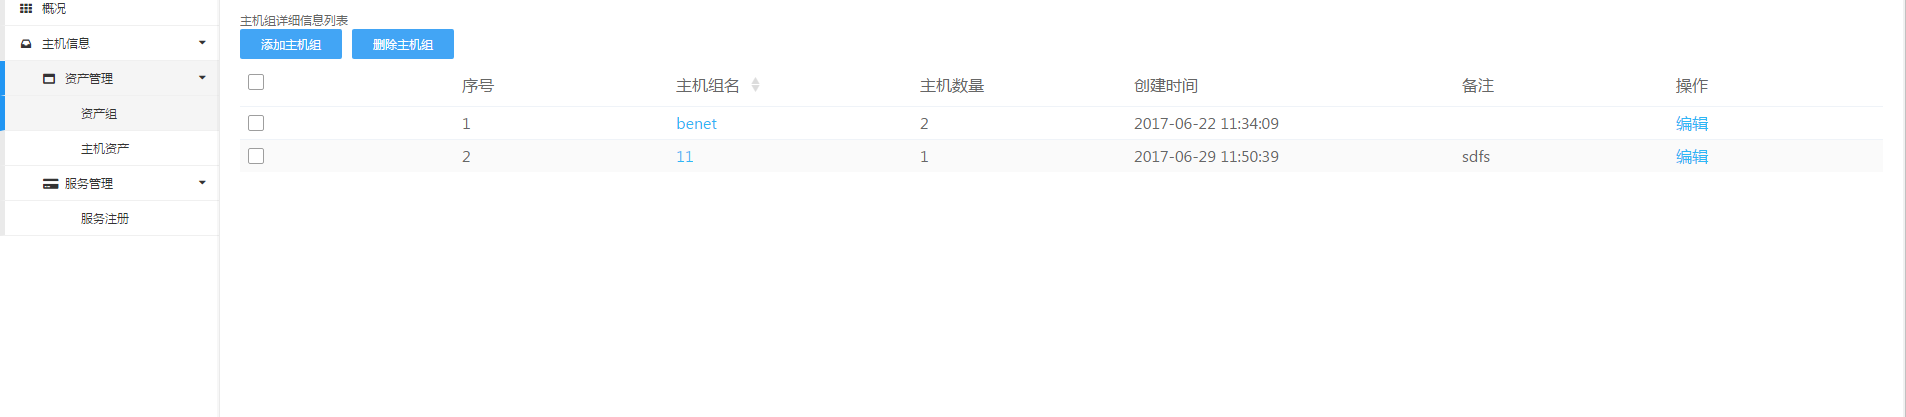 概况
主机信息
资产管理
资产组
主机资产
服务管理
服务注册
主机组详细信息列表
添加主机组 删除主机组
序号 主机组名 主机数量 创建时间 备注 操作
1 benet 2 2017-06-22 11:34:09 编辑
2 11 1 2017-06-29 11:50:39 sdfs 编辑